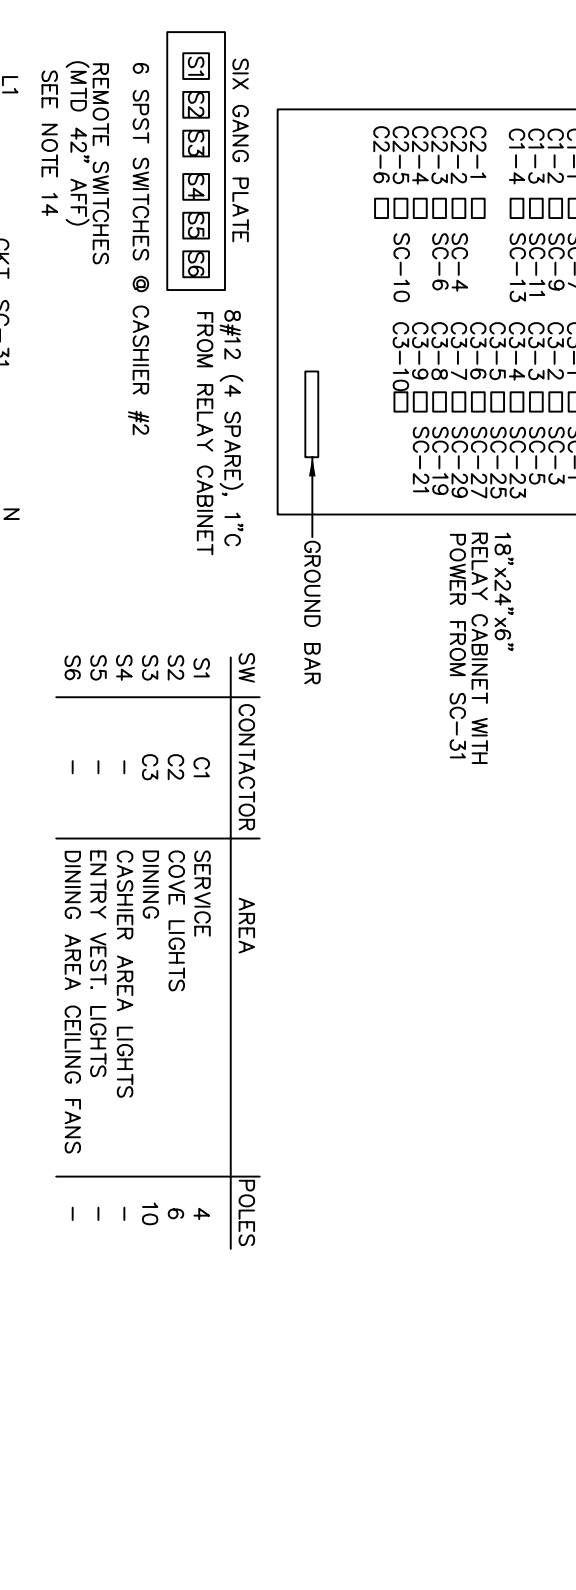 C1-2 SC-9 C3-2 SC-3
C1-3 SC-11 C3-3 SC-5
C1-4 SC-13 C3-4 SC-23
C3-5 SC-25
C2-1 C3-6 SC-27
C2-2 SC-4 C3-7 SC-29
C2-3 SC-6 C3-8 SC-19
C2-4 C3-9 SC-21
C2-5 SC-10 C3-10
C2-6
18"x24"x6"
RELAY CABINET WITH
POWER FROM SC-31
GROUND BAR
SIX GANG PLATE
S1 S2 S3 S4 S5 S6
8#12 (4 SPARE), 1"C
FROM RELAY CABINET
6 SPST SWITCHES @ CASHIER #2
REMOTE SWITCHES
(MTD 42" AFF)
SEE NOTE 14
SW CONTACTOR AREA POLES
S1 C1 SERVICE 4
S2 C2 COVE LIGHTS 6
S3 C3 DINING 10
S4 - CASHIER AREA LIGHTS -
S5 - ENTRY VEST. LIGHTS -
S6 - DINING AREA CEILING FANS -
L1 CKT SC-31 N